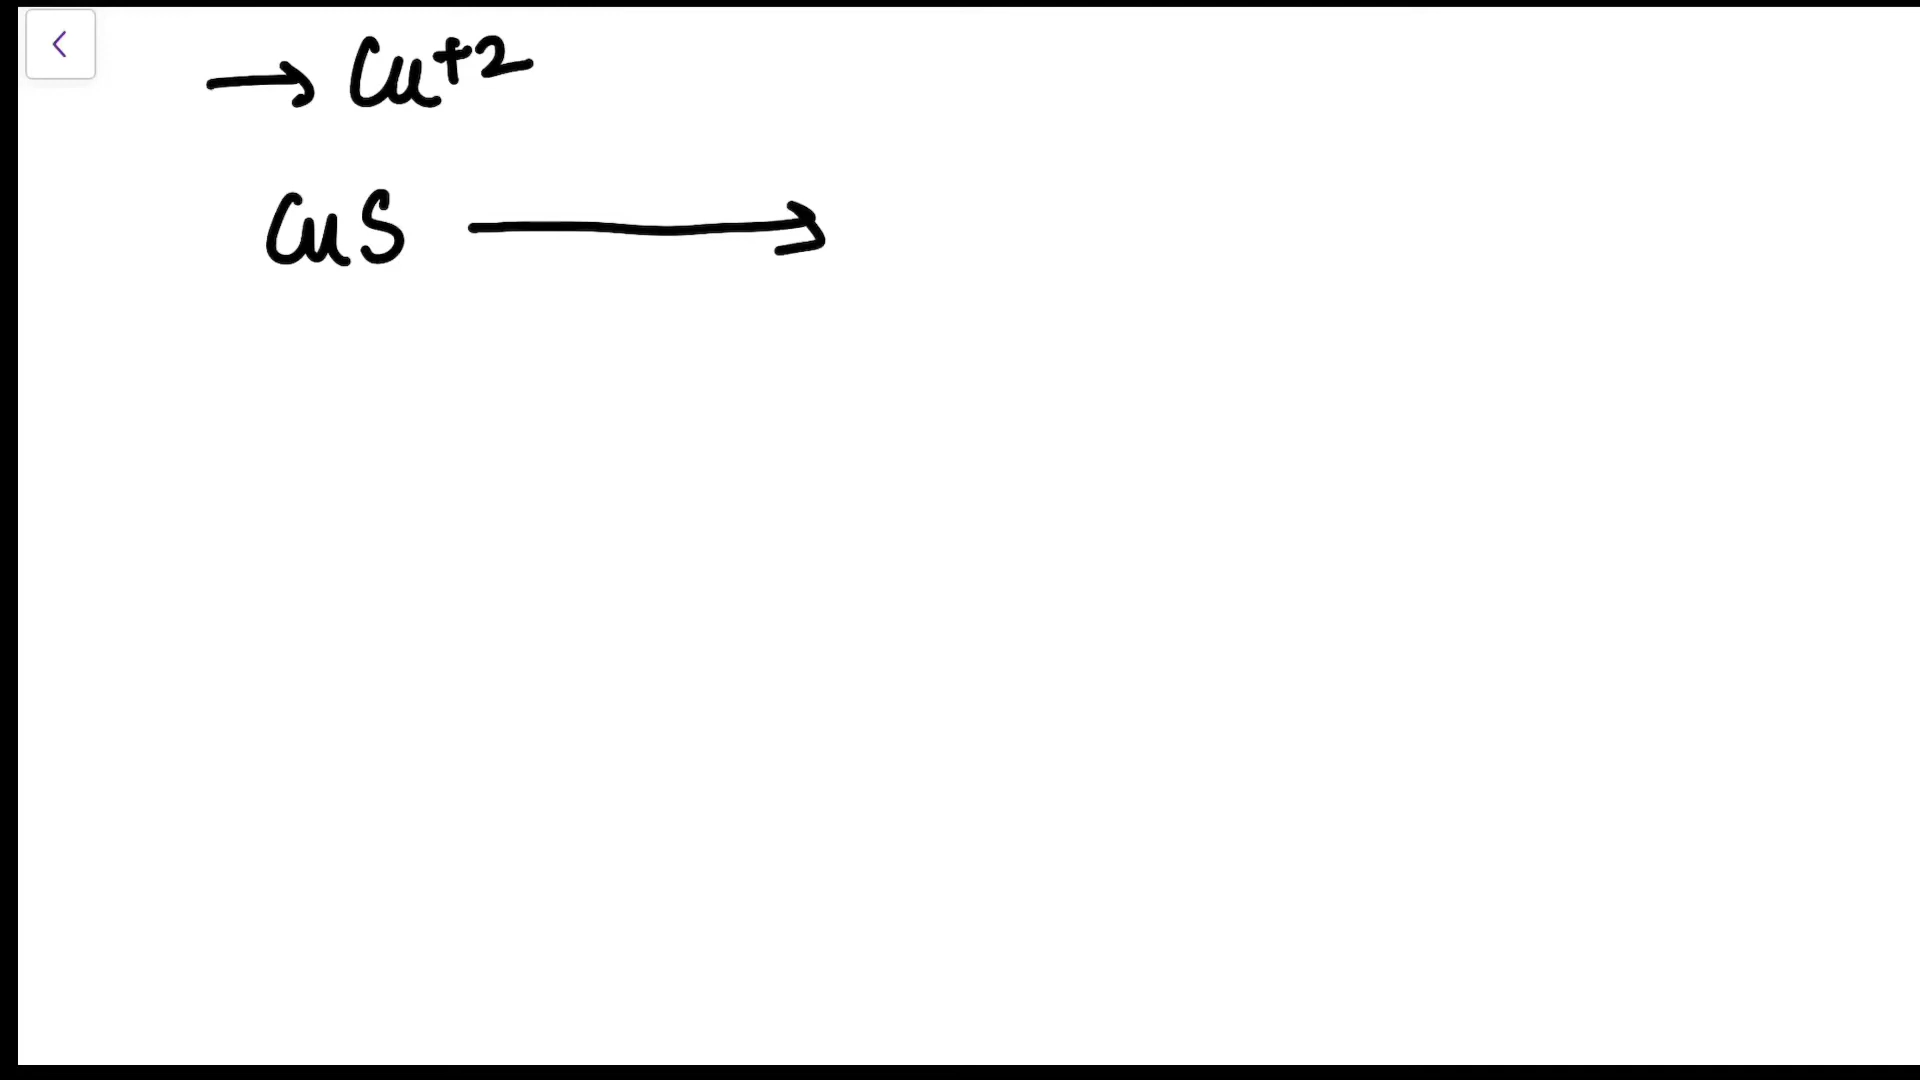 → Cu⁺²
CuS ⟶